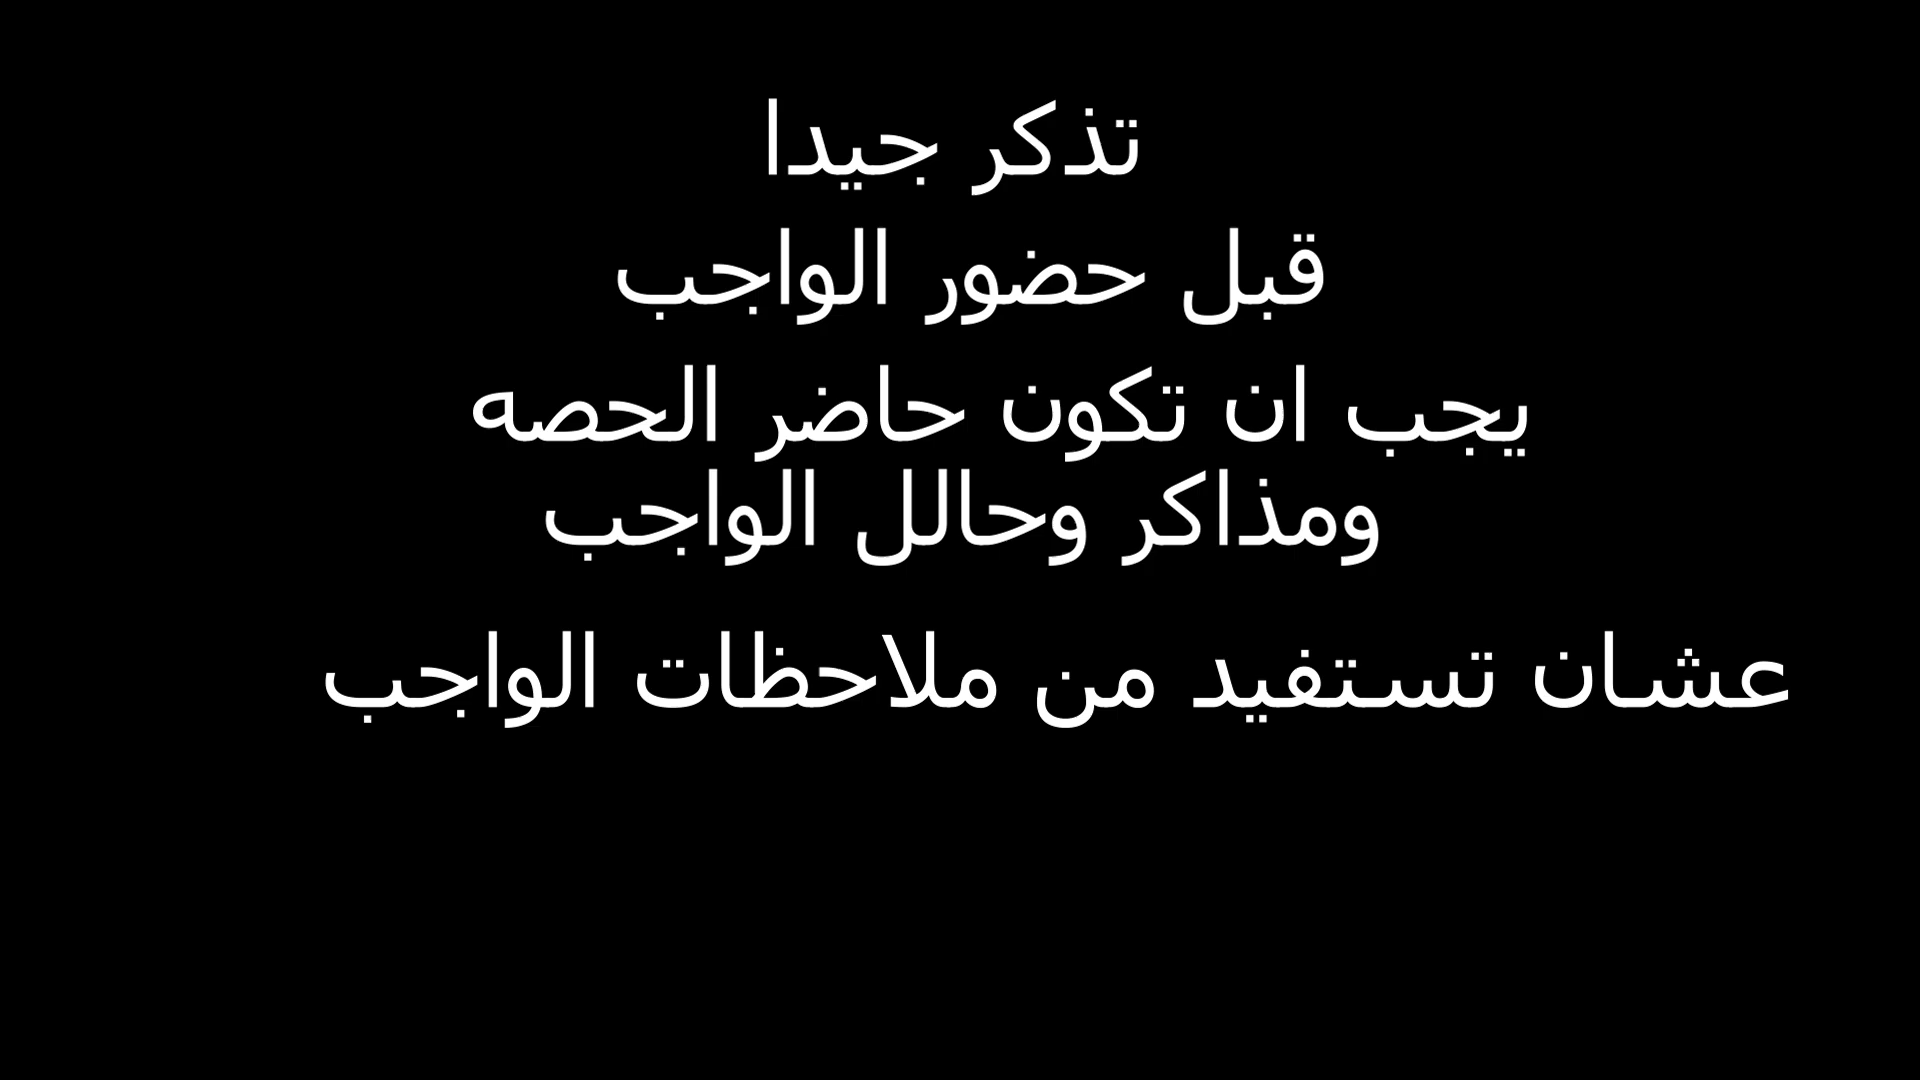 تذكر جيدا
قبل حضور الواجب
يجب ان تكون حاضر الحصه
ومذاكر وحالل الواجب
عشان تستفيد من ملاحظات الواجب